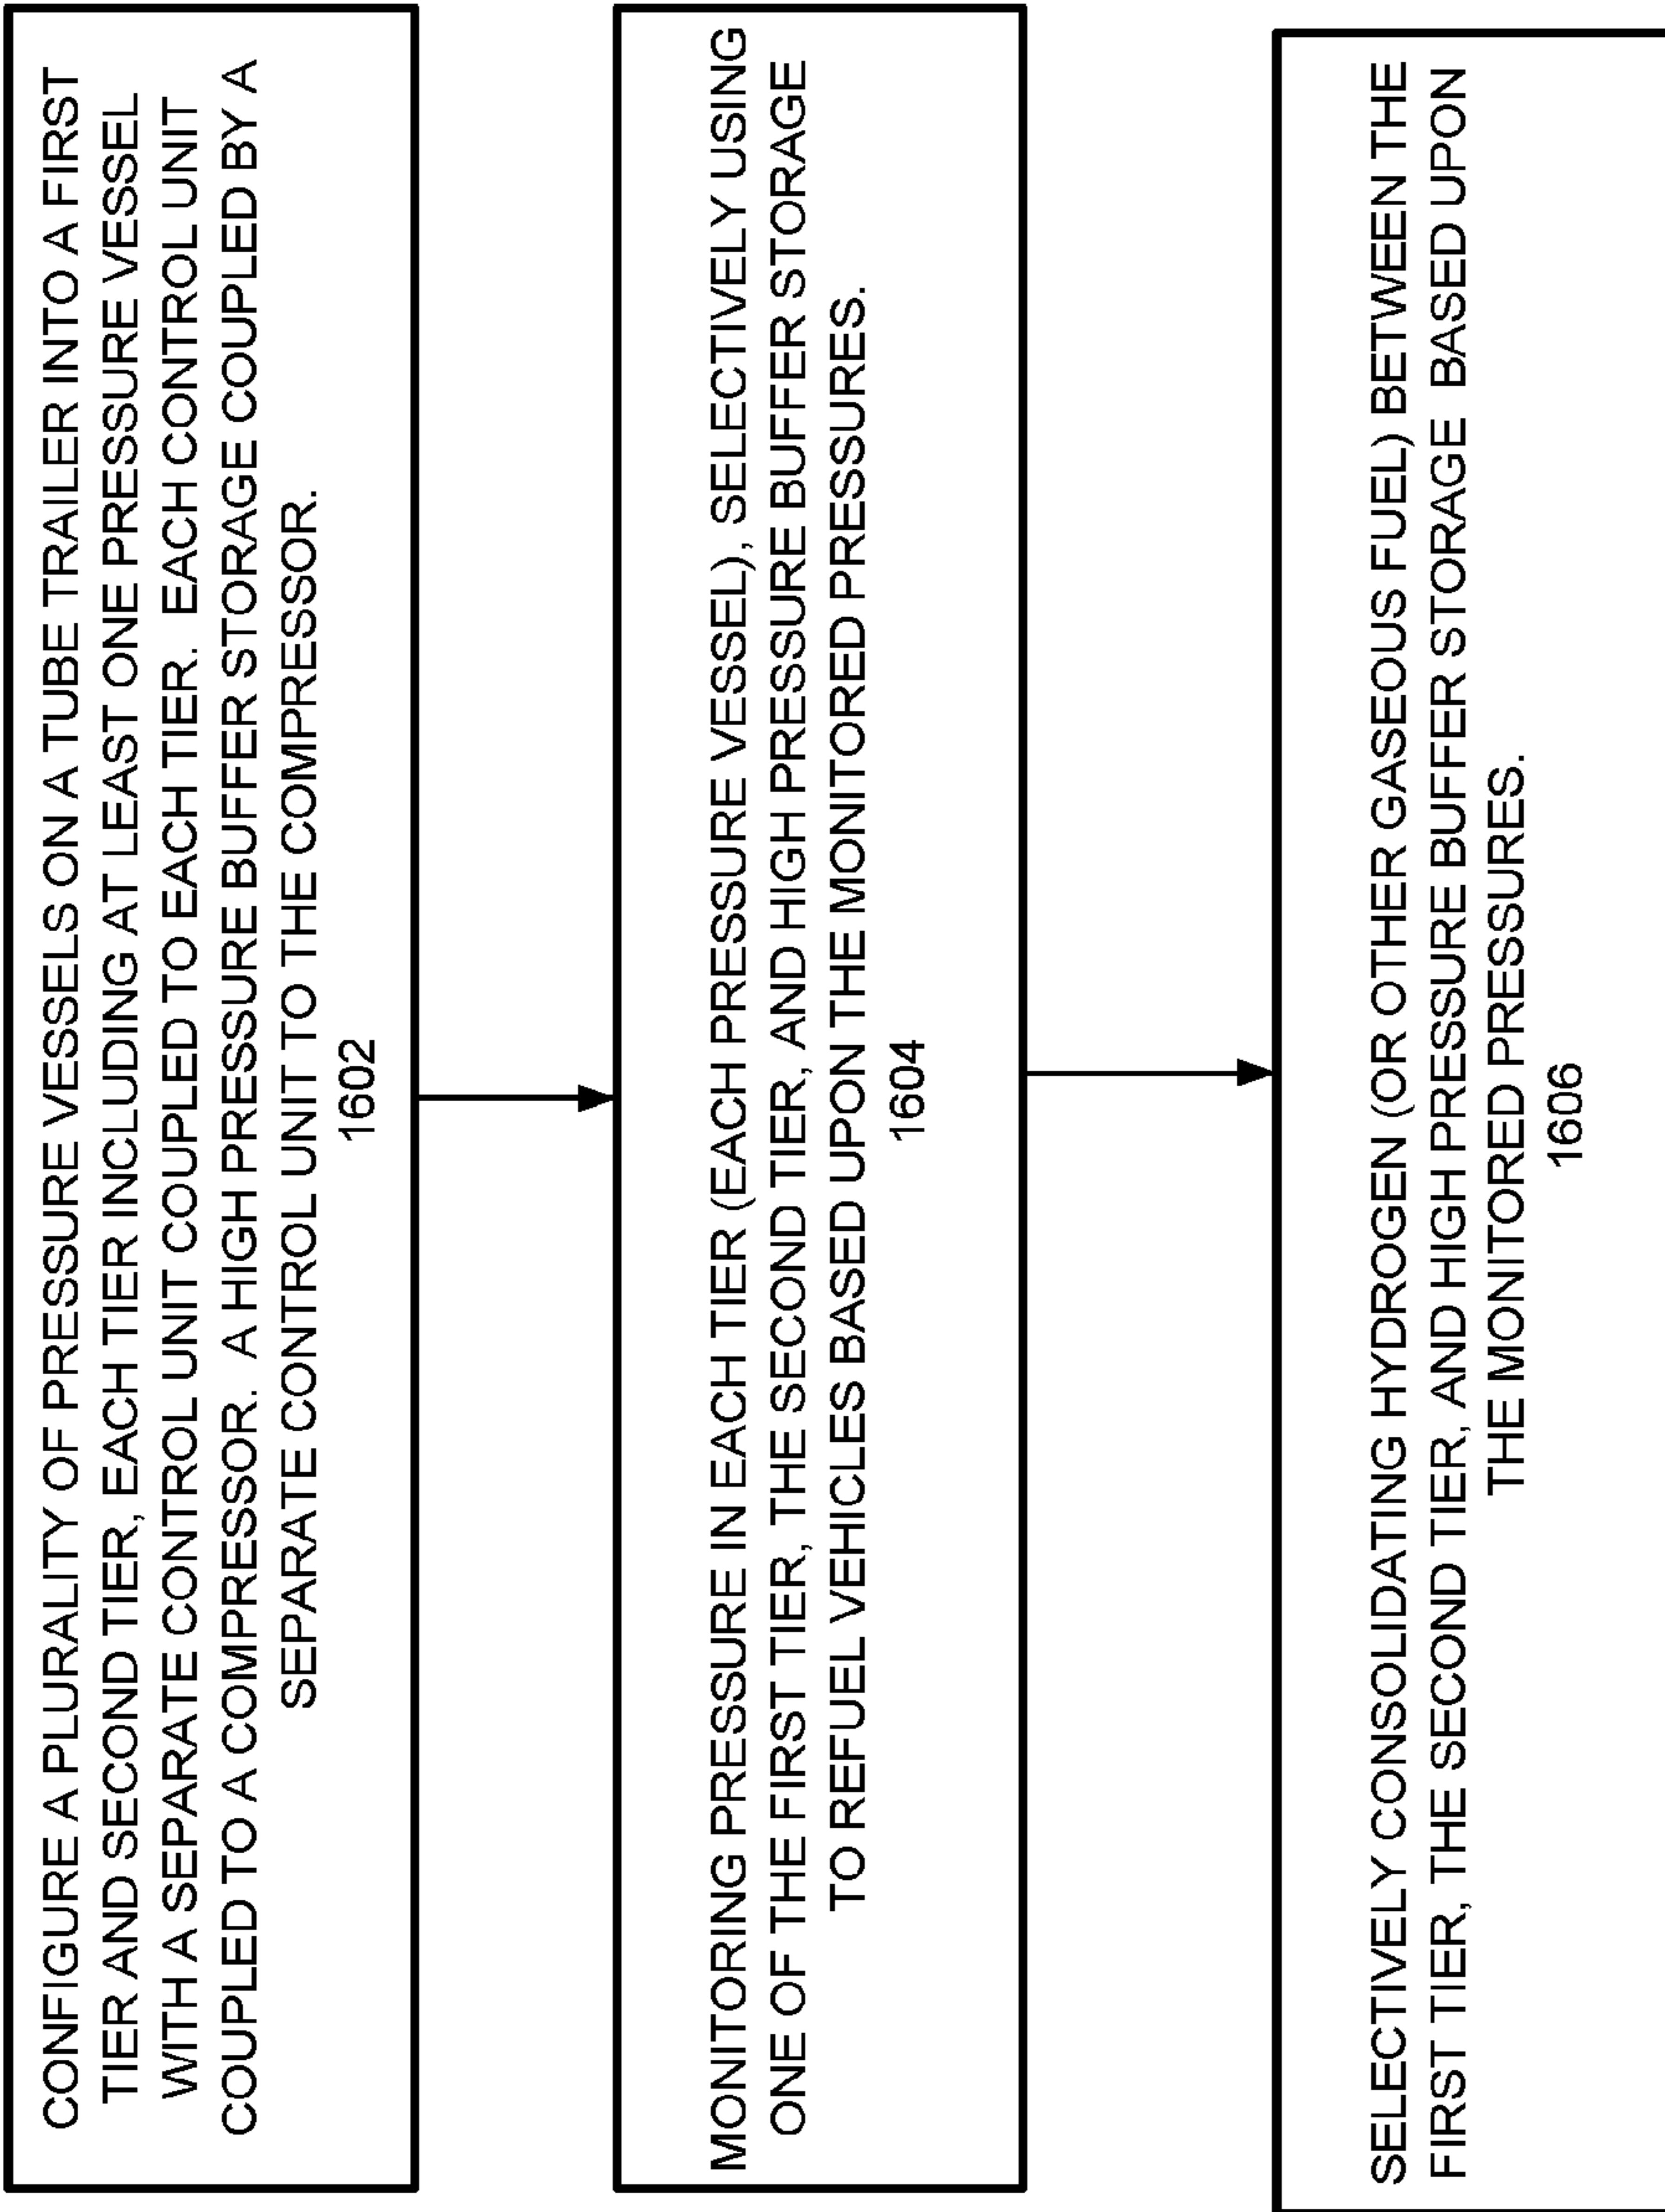 CONFIGURE A PLURALITY OF PRESSURE VESSELS ON A TUBE TRAILER INTO A FIRST
TIER AND SECOND TIER, EACH TIER INCLUDING AT LEAST ONE PRESSURE VESSEL
WITH A SEPARATE CONTROL UNIT COUPLED TO EACH TIER. EACH CONTROL UNIT
COUPLED TO A COMPRESSOR. A HIGH PRESSURE BUFFER STORAGE COUPLED BY A
SEPARATE CONTROL UNIT TO THE COMPRESSOR.
1602
MONITORING PRESSURE IN EACH TIER (EACH PRESSURE VESSEL), SELECTIVELY USING
ONE OF THE FIRST TIER, THE SECOND TIER, AND HIGH PRESSURE BUFFER STORAGE
TO REFUEL VEHICLES BASED UPON THE MONITORED PRESSURES.
1604
SELECTIVELY CONSOLIDATING HYDROGEN (OR OTHER GASEOUS FUEL) BETWEEN THE
FIRST TIER, THE SECOND TIER, AND HIGH PRESSURE BUFFER STORAGE BASED UPON
THE MONITORED PRESSURES.
1606